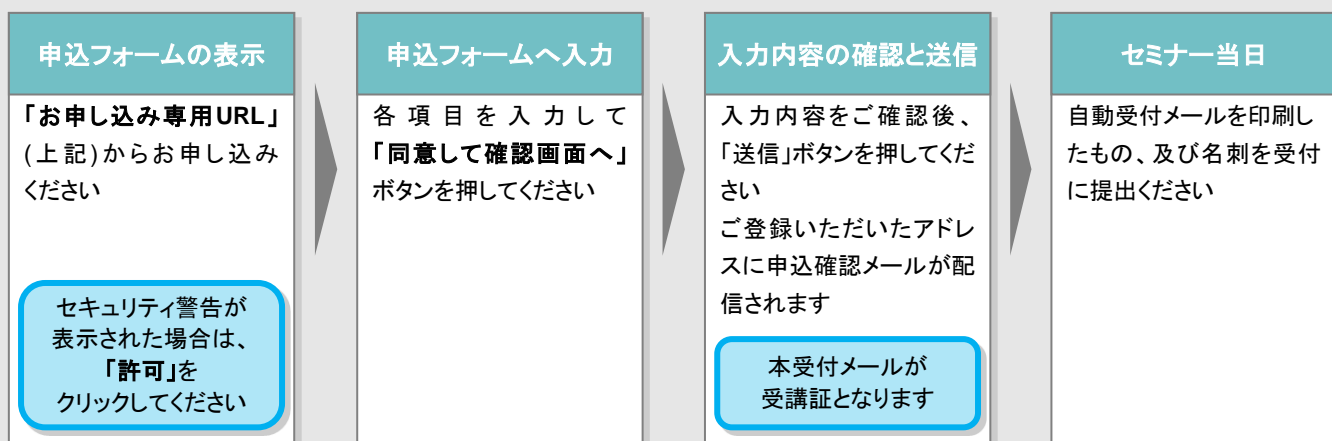 申込フォームの表示
「お申し込み専用URL」
(上記)からお申し込み
ください
セキュリティ警告が
表示された場合は、
「許可」を
クリックしてください
申込フォームへ入力
各項目を入力して
「同意して確認画面へ」
ボタンを押してください
入力内容の確認と送信
入力内容をご確認後、
「送信」ボタンを押してくだ
さい
ご登録いただいたアドレ
スに申込確認メールが配
信されます
本受付メールが
受講証となります
セミナー当日
自動受付メールを印刷し
たもの、及び名刺を受付
に提出ください